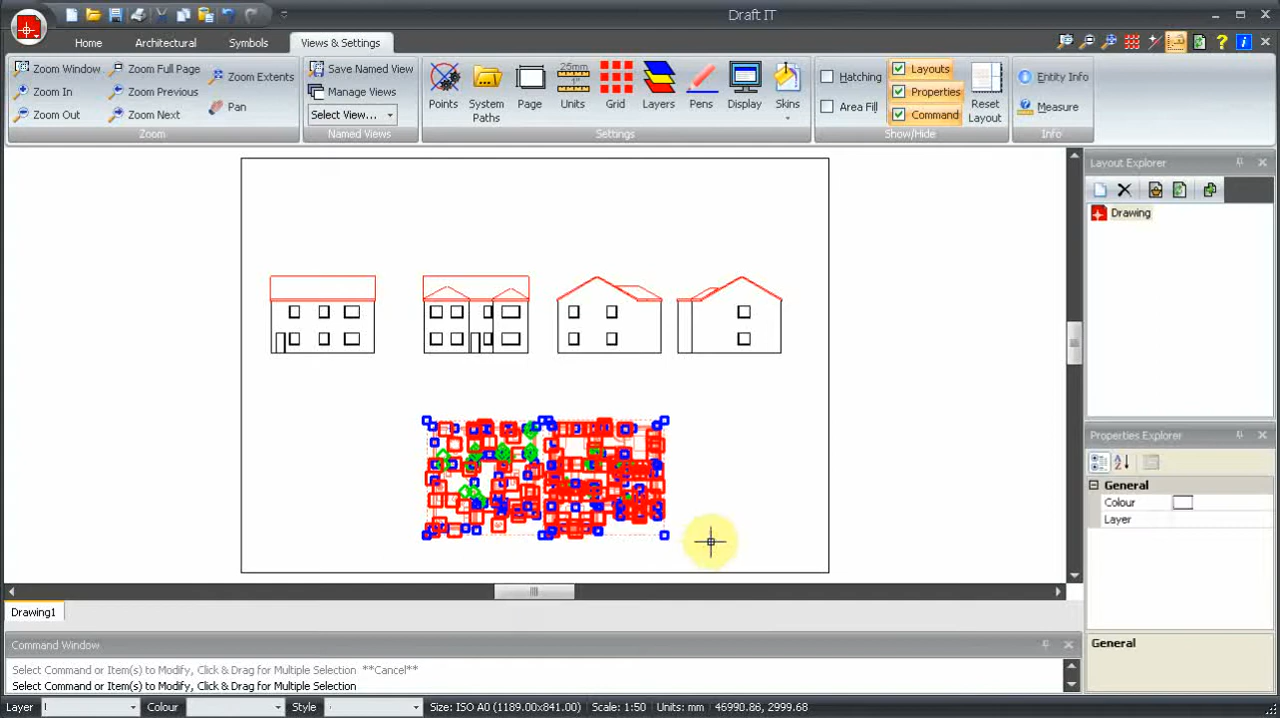 Draft IT
Home Architectural Symbols Views & Settings
Zoom Window Zoom Full Page Zoom Extents
Zoom In Zoom Previous Pan
Zoom Out Zoom Next
Zoom
Save Named View
Manage Views
Select View...
Named Views
25mm
1°
Points System Paths Page Units Grid Layers Pens Display Skins
Settings
Hatching Layouts
Area Fill Properties
Command
Reset Layout
Show/Hide
Entity Info
Measure
Info
Layout Explorer
Drawing
Properties Explorer
General
Colour
Layer
General
Drawing1
Command Window
Select Command or Item(s) to Modify, Click & Drag for Multiple Selection **Cancel**
Select Command or Item(s) to Modify, Click & Drag for Multiple Selection
Layer Colour Style Size: ISO A0 (1189.00x841.00) Scale: 1:50 Units: mm 46990.86, 2999.68